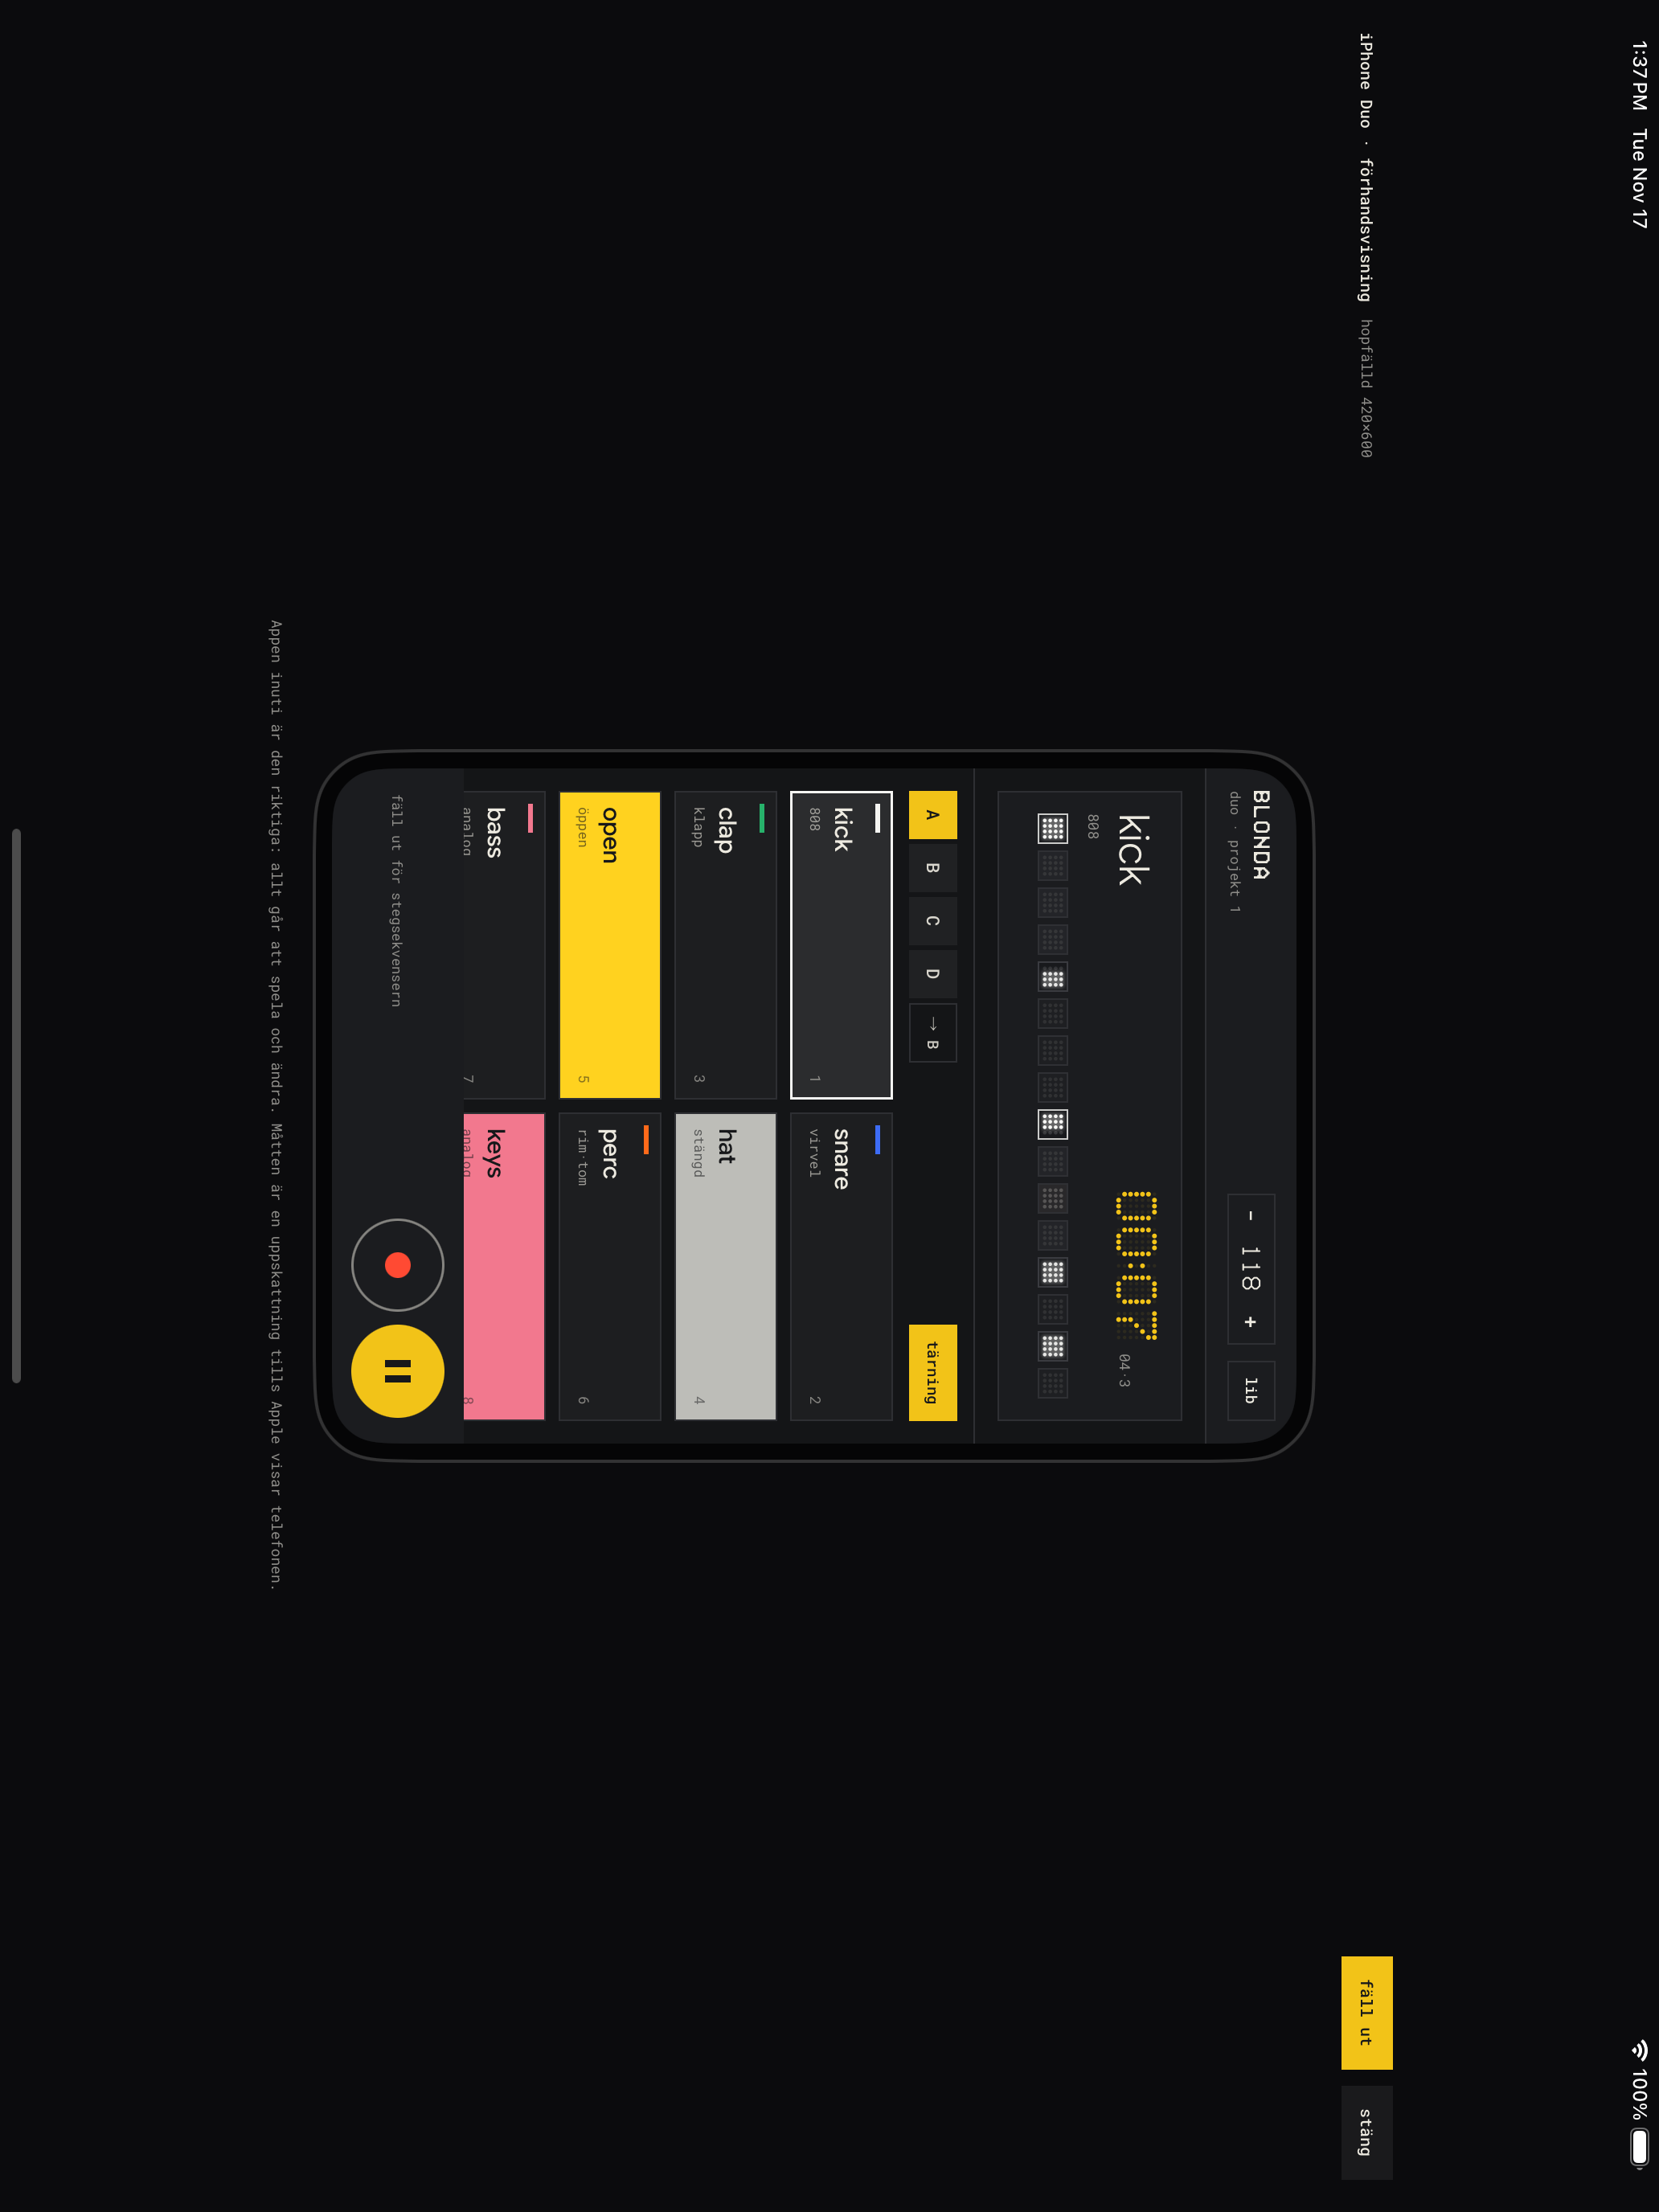 1:37 PM Tue Nov 17
100%
iPhone Duo · förhandsvisning hopfälld 420×600
fäll ut
stäng
BLONDA
duo · projekt 1
- 118 +
lib
kick
808
00:07
04·3
A
B
C
D
→ B
tärning
kick
808
1
snare
virvel
2
clap
klapp
3
hat
stängd
4
open
öppen
5
perc
rim·tom
6
bass
analog
7
keys
analog
8
fäll ut för stegsekvensern
Appen inuti är den riktiga: allt går att spela och ändra. Måtten är en uppskattning tills Apple visar telefonen.